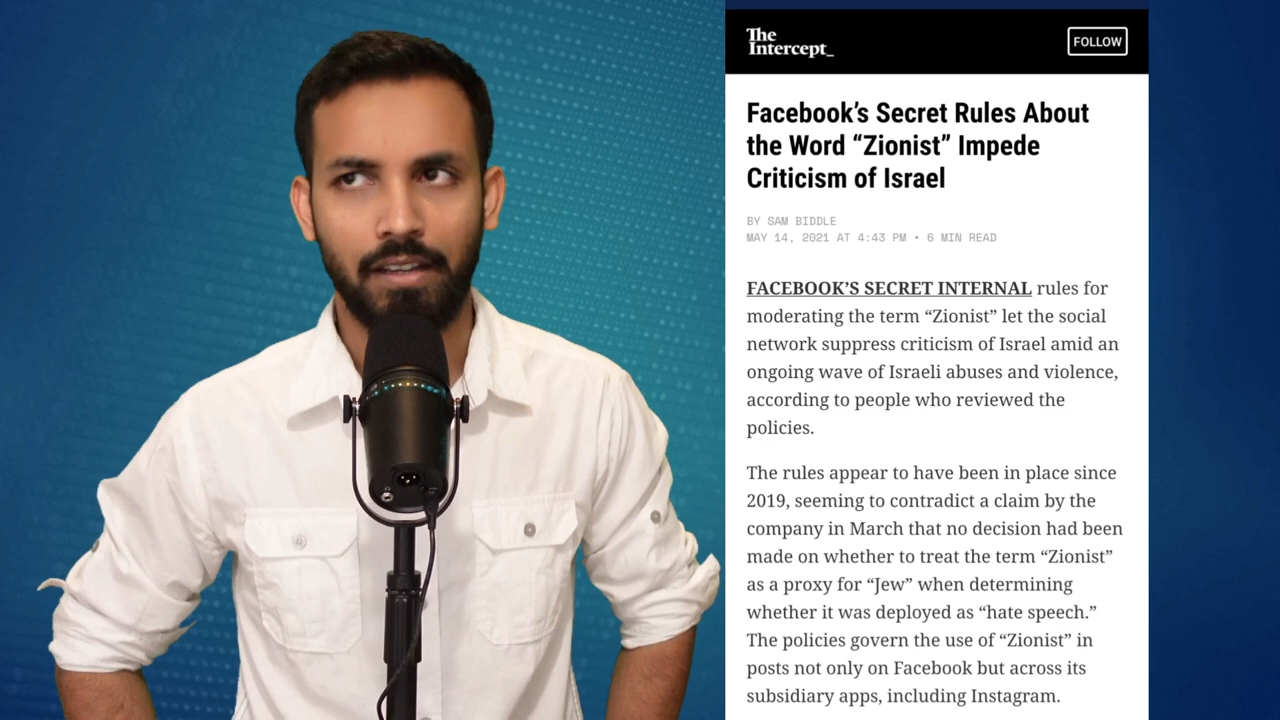 The
Intercept_
FOLLOW
Facebook’s Secret Rules About
the Word “Zionist” Impede
Criticism of Israel
BY SAM BIDDLE
MAY 14, 2021 AT 4:43 PM • 6 MIN READ
FACEBOOK’S SECRET INTERNAL rules for
moderating the term “Zionist” let the social
network suppress criticism of Israel amid an
ongoing wave of Israeli abuses and violence,
according to people who reviewed the
policies.
The rules appear to have been in place since
2019, seeming to contradict a claim by the
company in March that no decision had been
made on whether to treat the term “Zionist”
as a proxy for “Jew” when determining
whether it was deployed as “hate speech.”
The policies govern the use of “Zionist” in
posts not only on Facebook but across its
subsidiary apps, including Instagram.